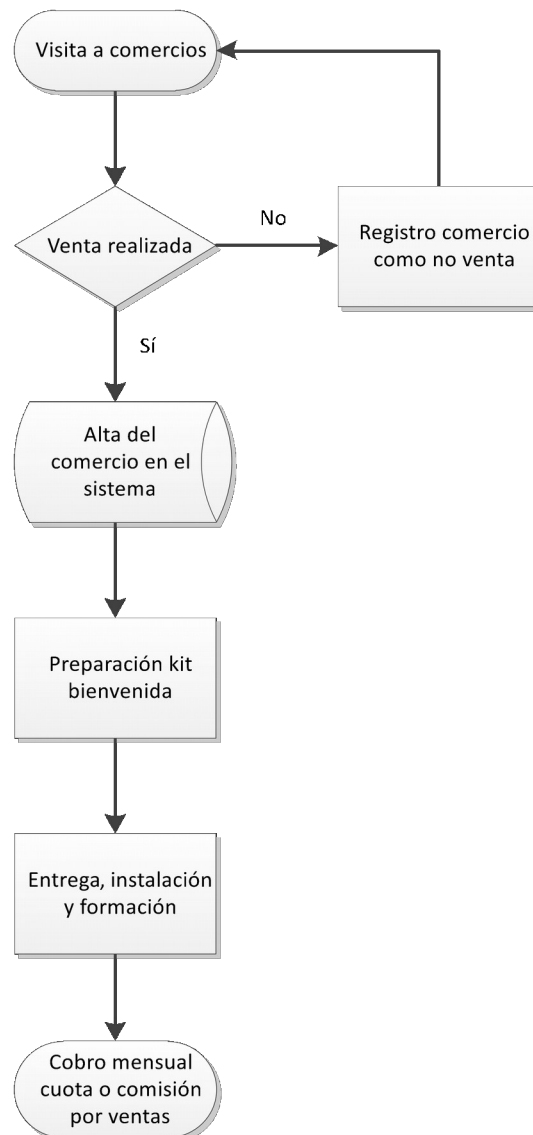 Visita a comercios
Venta realizada
No
Registro comercio
como no venta
Sí
Alta del
comercio en el
sistema
Preparación kit
bienvenida
Entrega, instalación
y formación
Cobro mensual
cuota o comisión
por ventas